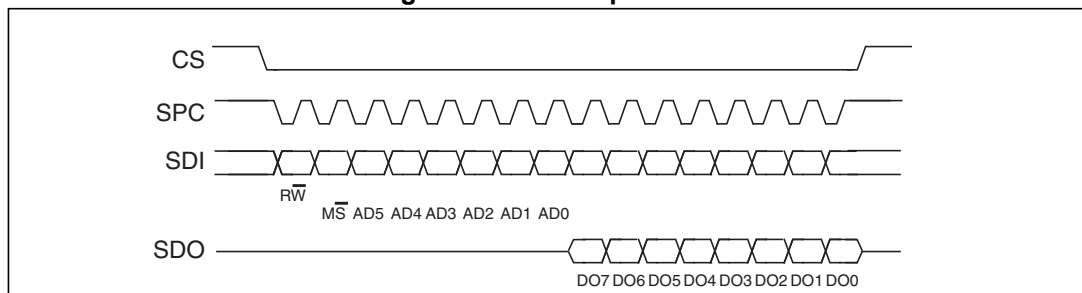 CS
SPC
SDI
RW̅
MS̅ AD5 AD4 AD3 AD2 AD1 AD0
SDO
DO7 DO6 DO5 DO4 DO3 DO2 DO1 DO0